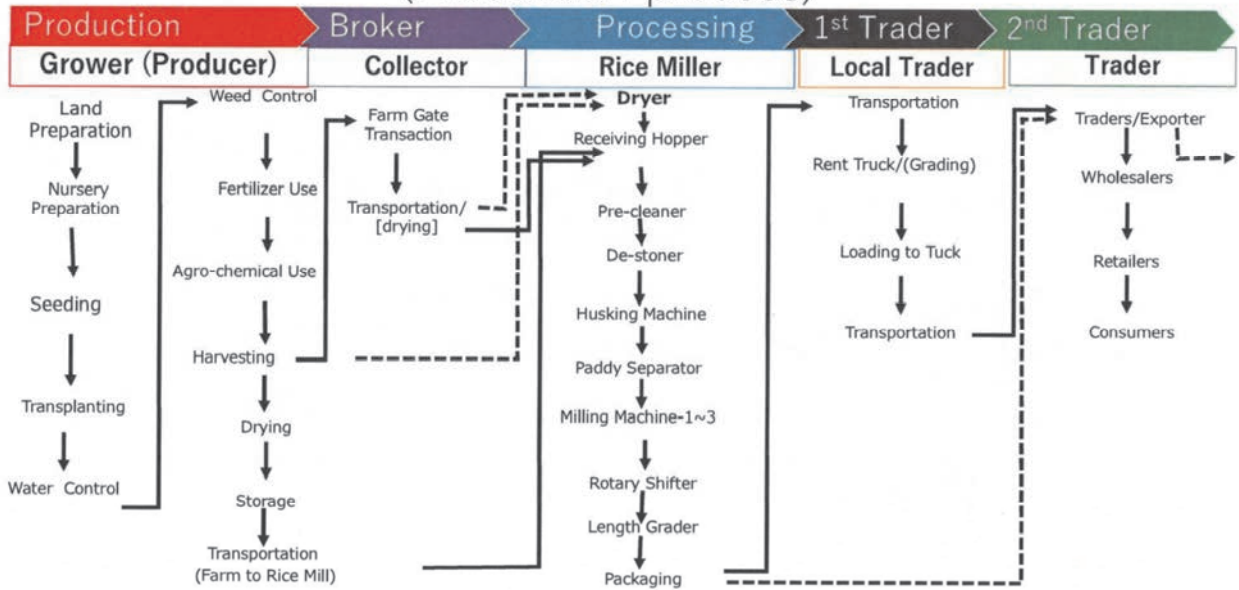 Production
Broker
Processing
1st Trader
2nd Trader
Grower (Producer)
Collector
Rice Miller
Local Trader
Trader
Land
Preparation
Nursery
Preparation
Seeding
Transplanting
Water Control
Weed Control
Fertilizer Use
Agro-chemical Use
Harvesting
Drying
Storage
Transportation
(Farm to Rice Mill)
Farm Gate
Transaction
Transportation/
[drying]
Dryer
Receiving Hopper
Pre-cleaner
De-stoner
Husking Machine
Paddy Separator
Milling Machine-1~3
Rotary Shifter
Length Grader
Packaging
Transportation
Rent Truck/(Grading)
Loading to Tuck
Transportation
Traders/Exporter
Wholesalers
Retailers
Consumers